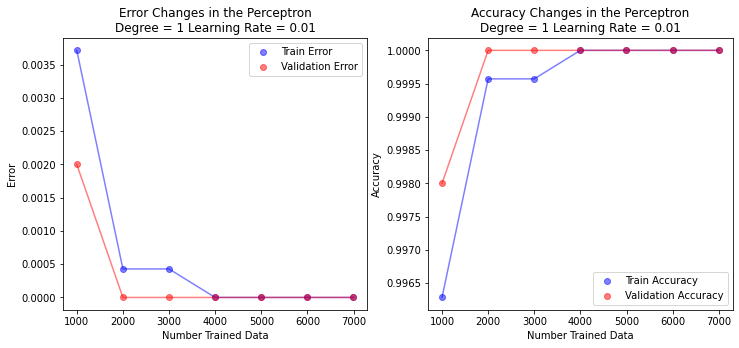 Error Changes in the Perceptron
Degree = 1 Learning Rate = 0.01
Train Error
Validation Error
0.0035
0.0030
0.0025
0.0020
0.0015
0.0010
0.0005
0.0000
Error
1000 2000 3000 4000 5000 6000 7000
Number Trained Data
Accuracy Changes in the Perceptron
Degree = 1 Learning Rate = 0.01
1.0000
0.9995
0.9990
0.9985
0.9980
0.9975
0.9970
0.9965
Accuracy
Train Accuracy
Validation Accuracy
1000 2000 3000 4000 5000 6000 7000
Number Trained Data